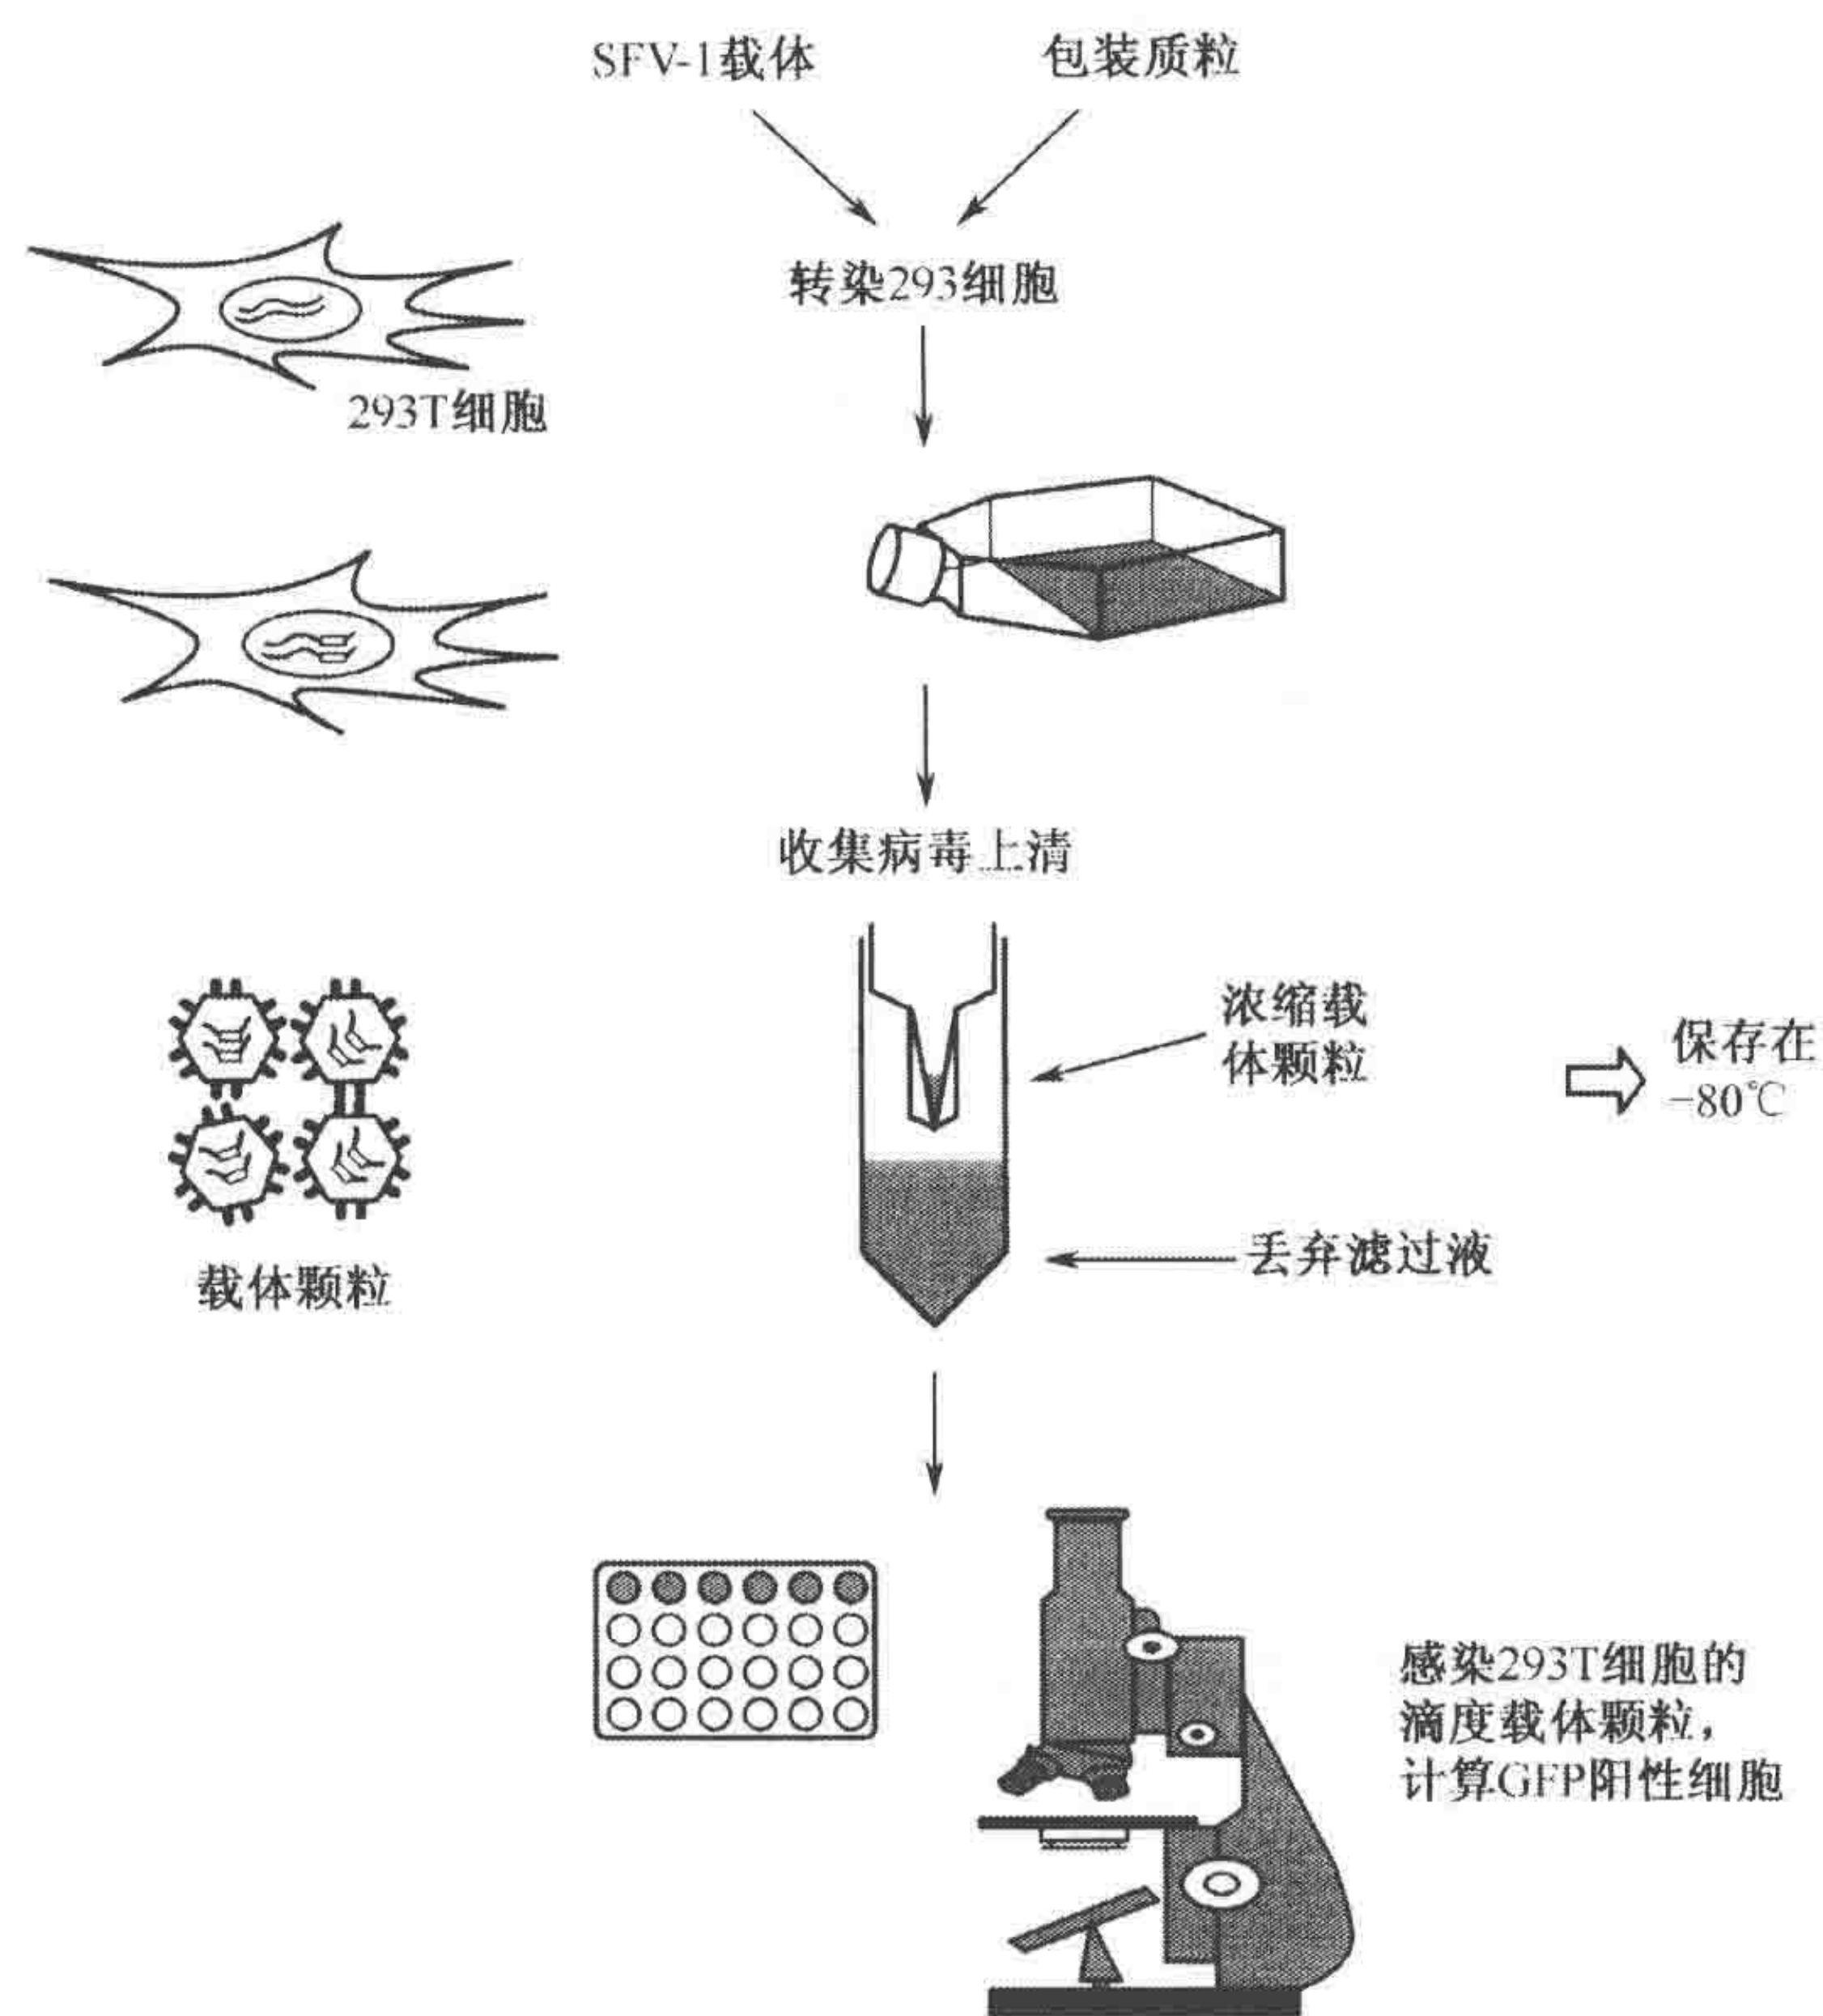 SFV-1载体
包装质粒
转染293细胞
293T细胞
收集病毒上清
浓缩载
体颗粒
保存在
-80℃
载体颗粒
丢弃滤过液
感染293T细胞的
滴度载体颗粒，
计算GFP阳性细胞